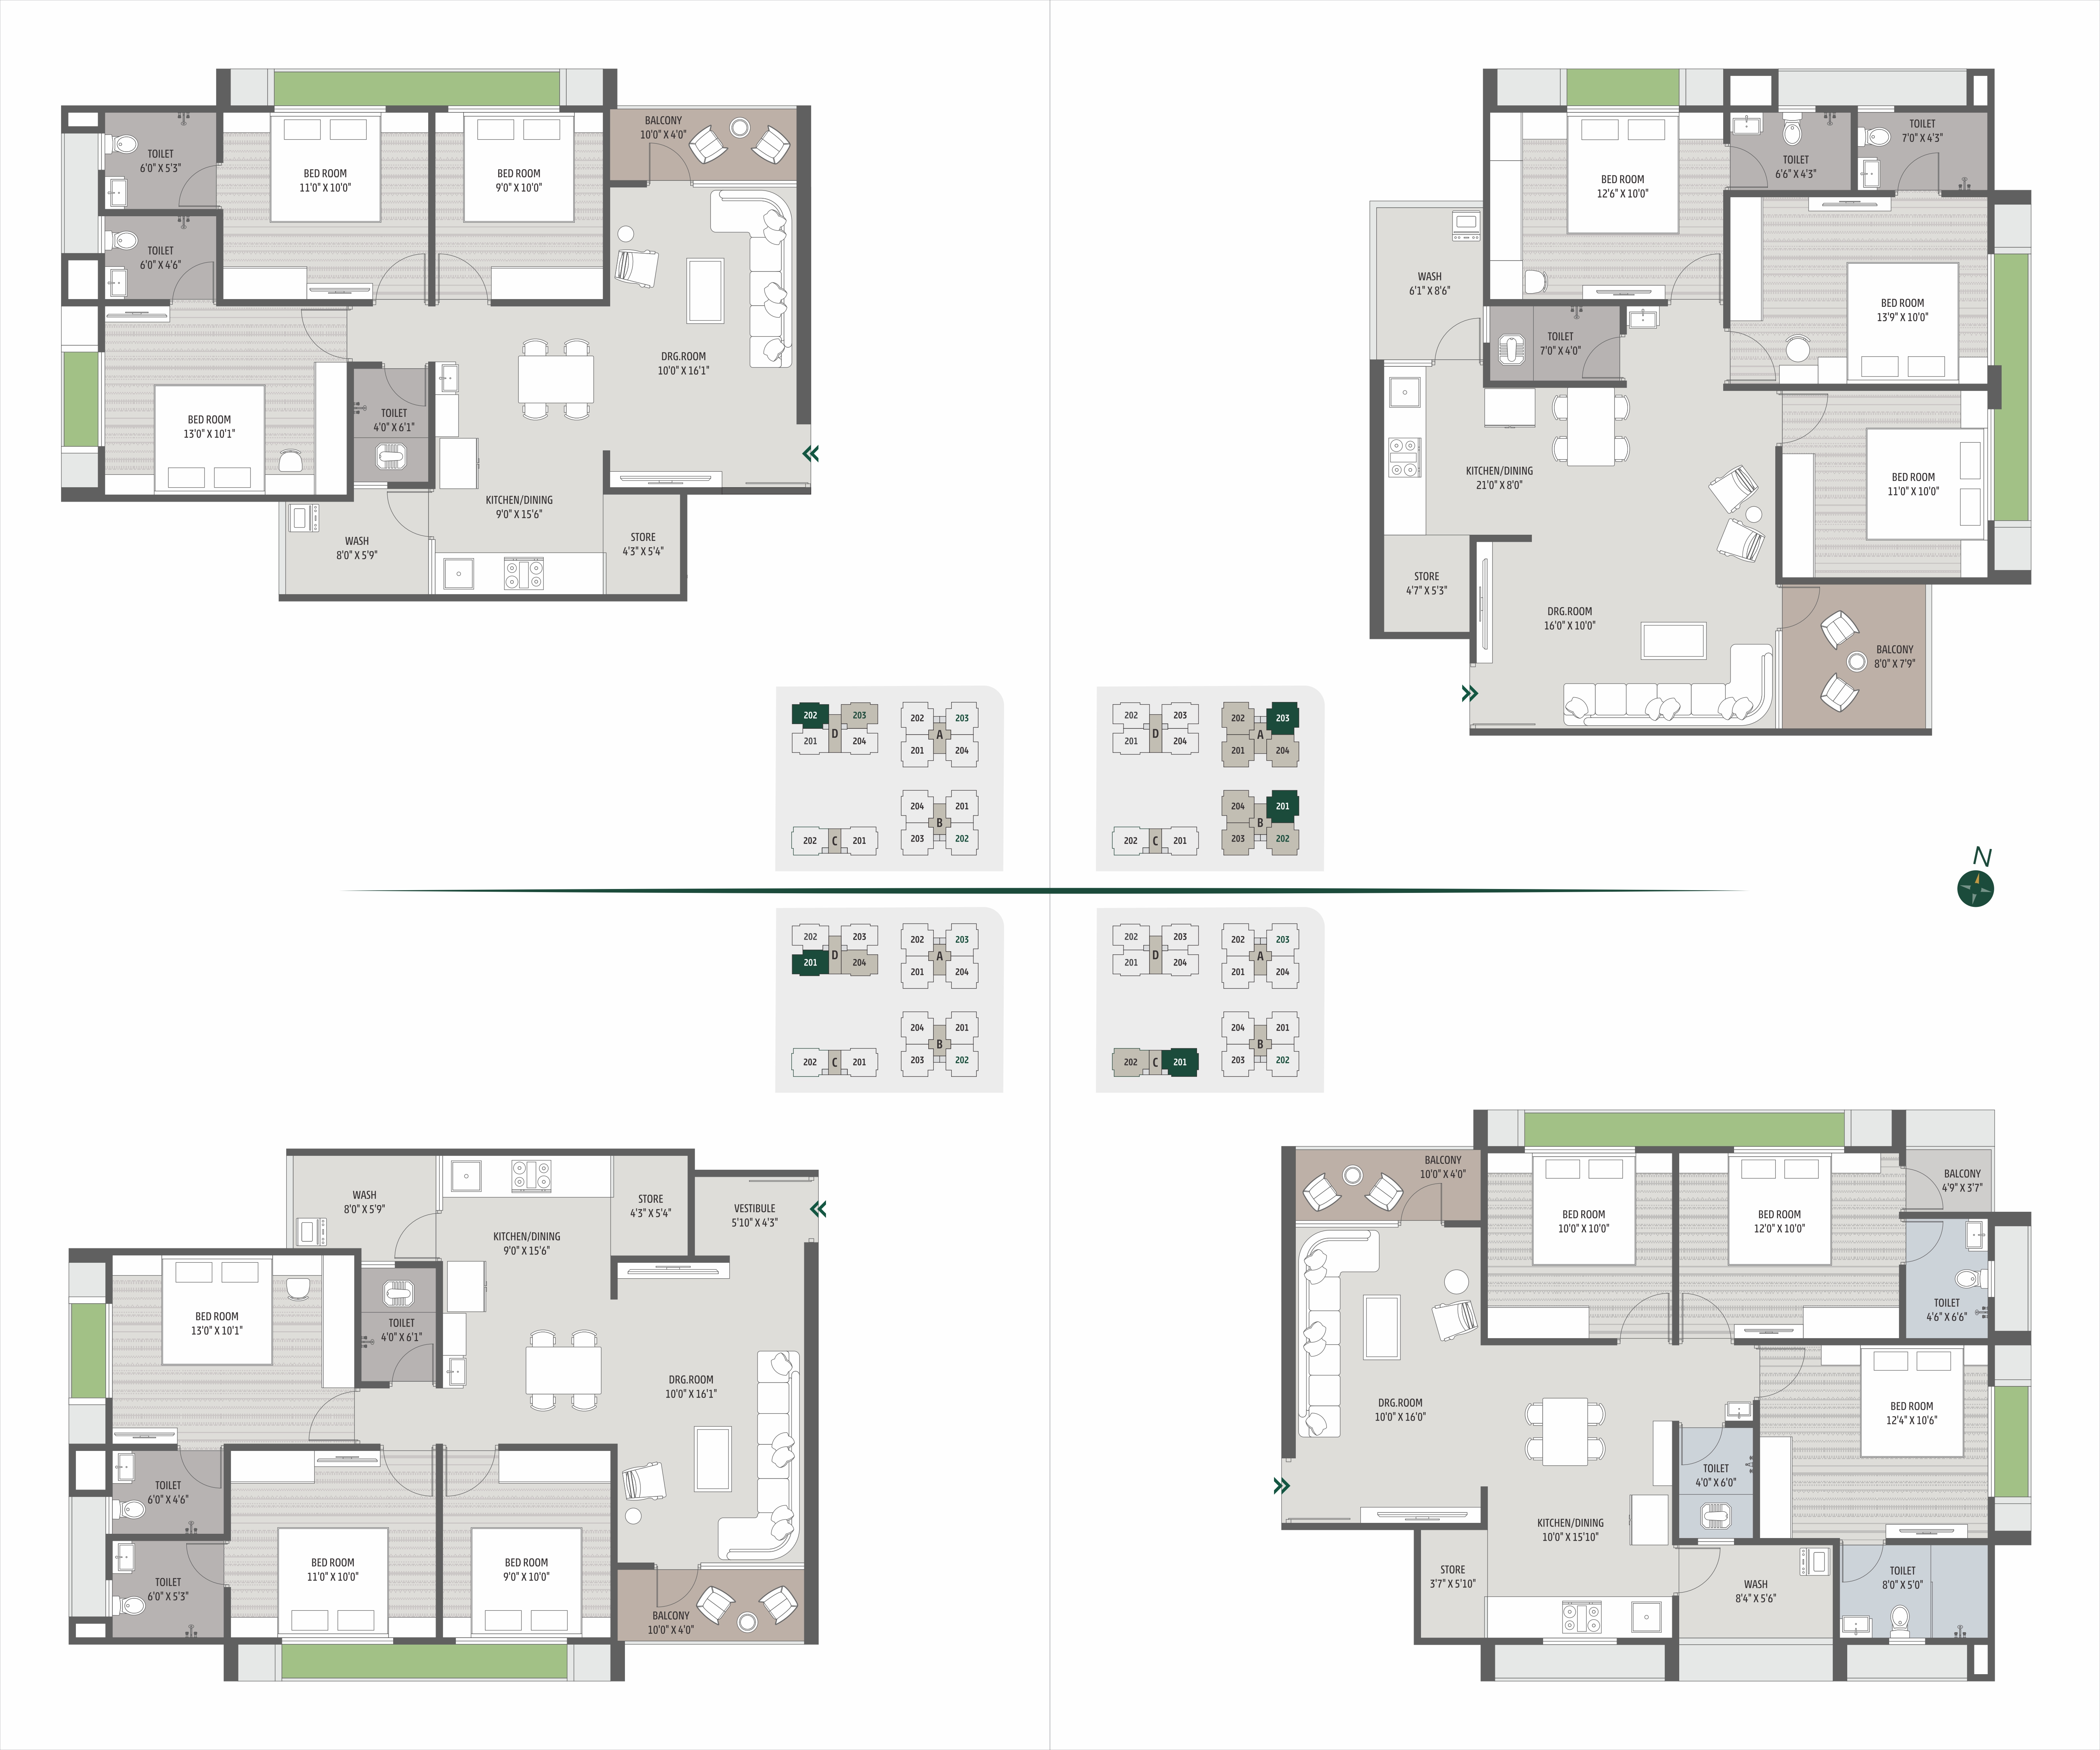 BALCONY
10'0" X 4'0"
TOILET
6'0" X 5'3"
BED ROOM
11'0" X 10'0"
BED ROOM
9'0" X 10'0"
TOILET
6'0" X 4'6"
DRG.ROOM
10'0" X 16'1"
BED ROOM
13'0" X 10'1"
TOILET
4'0" X 6'1"
KITCHEN/DINING
9'0" X 15'6"
WASH
8'0" X 5'9"
STORE
4'3" X 5'4"
202 203 202 203
D A
201 204 201 204
204 201
B
202 C 201 203 202
TOILET
7'0" X 4'3"
TOILET
6'6" X 4'3"
BED ROOM
12'6" X 10'0"
WASH
6'1" X 8'6"
BED ROOM
13'9" X 10'0"
TOILET
7'0" X 4'0"
KITCHEN/DINING
21'0" X 8'0"
BED ROOM
11'0" X 10'0"
STORE
4'7" X 5'3"
DRG.ROOM
16'0" X 10'0"
BALCONY
8'0" X 7'9"
202 203 202 203
D A
201 204 201 204
204 201
B
202 C 201 203 202
N
202 203 202 203
D A
201 204 201 204
204 201
B
202 C 201 203 202
WASH
8'0" X 5'9"
STORE
4'3" X 5'4"
VESTIBULE
5'10" X 4'3"
KITCHEN/DINING
9'0" X 15'6"
BED ROOM
13'0" X 10'1"
TOILET
4'0" X 6'1"
DRG.ROOM
10'0" X 16'1"
TOILET
6'0" X 4'6"
BED ROOM
11'0" X 10'0"
BED ROOM
9'0" X 10'0"
TOILET
6'0" X 5'3"
BALCONY
10'0" X 4'0"
202 203 202 203
D A
201 204 201 204
204 201
B
202 C 201 203 202
BALCONY
10'0" X 4'0"
BALCONY
4'9" X 3'7"
BED ROOM
10'0" X 10'0"
BED ROOM
12'0" X 10'0"
TOILET
4'6" X 6'6"
DRG.ROOM
10'0" X 16'0"
BED ROOM
12'4" X 10'6"
TOILET
4'0" X 6'0"
KITCHEN/DINING
10'0" X 15'10"
STORE
3'7" X 5'10"
WASH
8'4" X 5'6"
TOILET
8'0" X 5'0"